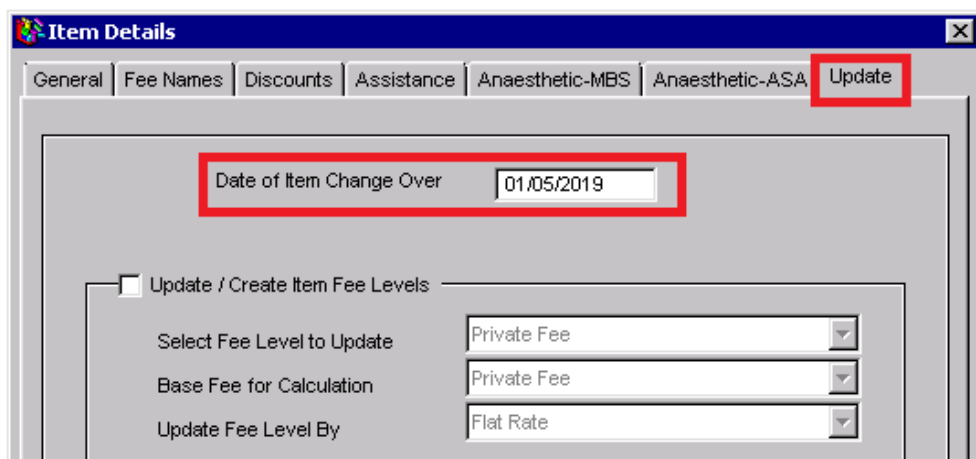 Item Details
General Fee Names Discounts Assistance Anaesthetic-MBS Anaesthetic-ASA Update
Date of Item Change Over 01/05/2019
Update / Create Item Fee Levels
Select Fee Level to Update Private Fee
Base Fee for Calculation Private Fee
Update Fee Level By Flat Rate